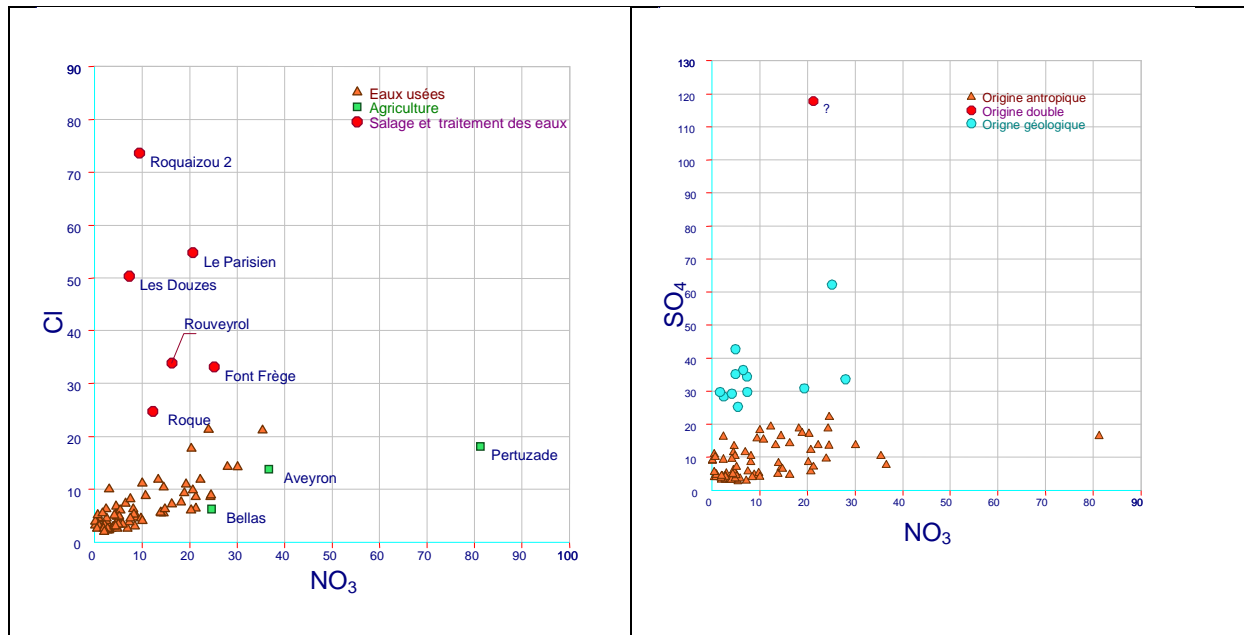 90
80
70
60
50
40
30
20
10
0
Cl
Eaux usées
Agriculture
Salage et traitement des eaux
Roquaizou 2
Le Parisien
Les Douzes
Rouveyrol
Font Frège
Roque
Pertuzade
Aveyron
Bellas
0 10 20 30 40 50 60 70 80 90 100
NO3
130
120
110
100
90
80
70
60
50
40
30
20
10
0
SO4
Origine antropique
Origine double
Origne géologique
?
0 10 20 30 40 50 60 70 80 90
NO3